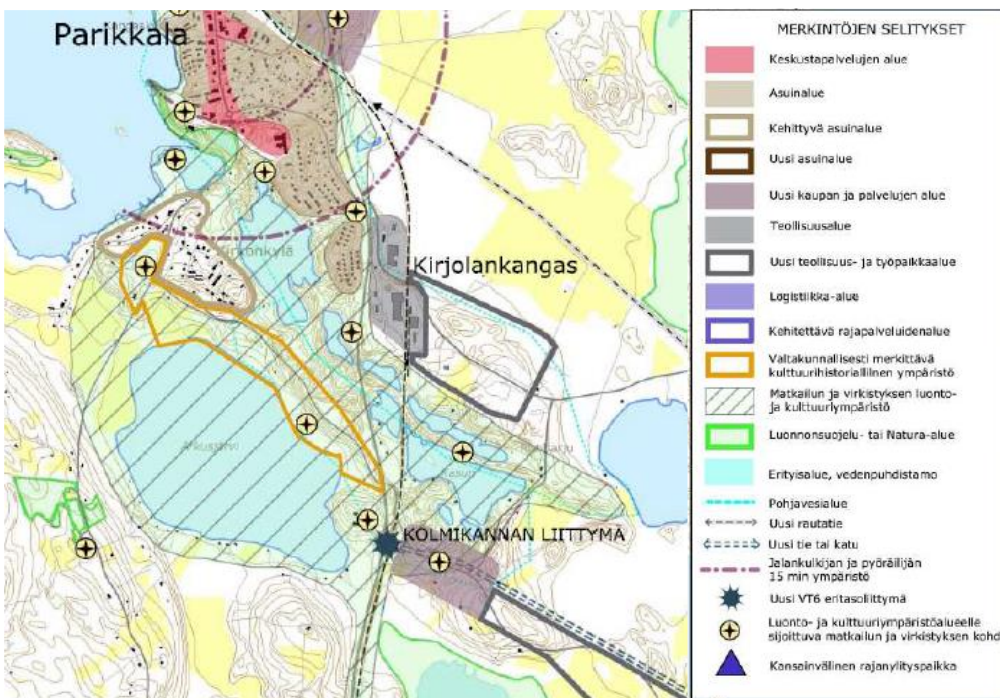 Parikkala
Kirjolankangas
KOLMIKANNAN LIITTYMÄ
MERKINTÖJEN SELITYKSET
Keskustapalvelujen alue
Asuinalue
Kehittyvä asuinalue
Uusi asuinalue
Uusi kaupan ja palvelujen alue
Teollisuusalue
Uusi teollisuus- ja työpaikkaalue
Logistiikka-alue
Kehitettävä rajapalveluidenalue
Valtakunnallisesti merkittävä
kulttuurihistoriallilnen ympäristö
Matkailun ja virkistyksen luonto-
ja kulttuuriympäristö
Luonnonsuojelu- tai Natura-alue
Erityisalue, vedenpuhdistamo
Pohjavesialue
Uusi rautatie
Uusi tie tai katu
Jalankulkijan ja pyöräilijän
15 min ympäristö
Uusi VT6 eritasoliittymä
Luonto- ja kulttuuriympäristöalueelle
sijoittuva matkailun ja virkistyksen kohd
Kansainvälinen rajanylityspaikka